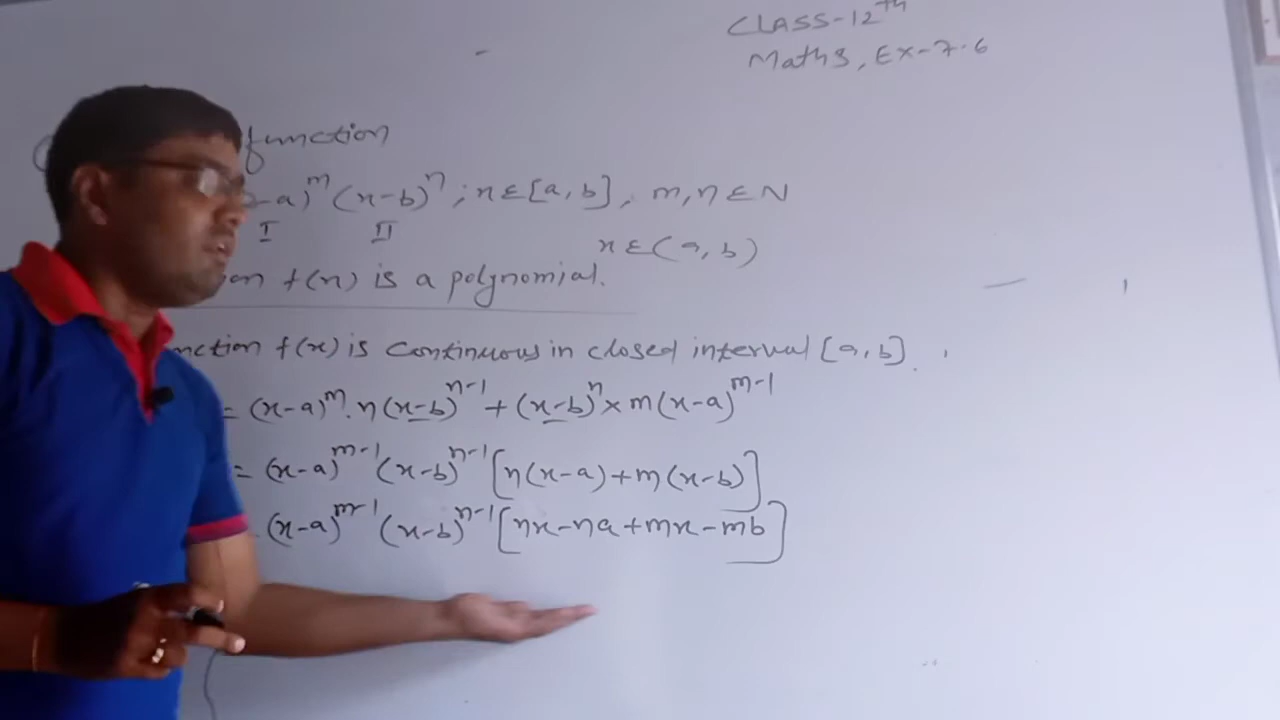 CLASS-12th
Maths, Ex-7.6
function
-a)^m (x-b)^n ; x ε [a, b], m, n ε N
I II
x ε (a, b)
f(x) is a polynomial.
nction f(x) is continuous in closed interval [a, b].
= (x-a)^m . n(x-b)^n-1 + (x-b)^n × m(x-a)^m-1
= (x-a)^m-1 (x-b)^n-1 [n(x-a)+m(x-b)]
(x-a)^m-1 (x-b)^n-1 [nx-na+mx-mb]